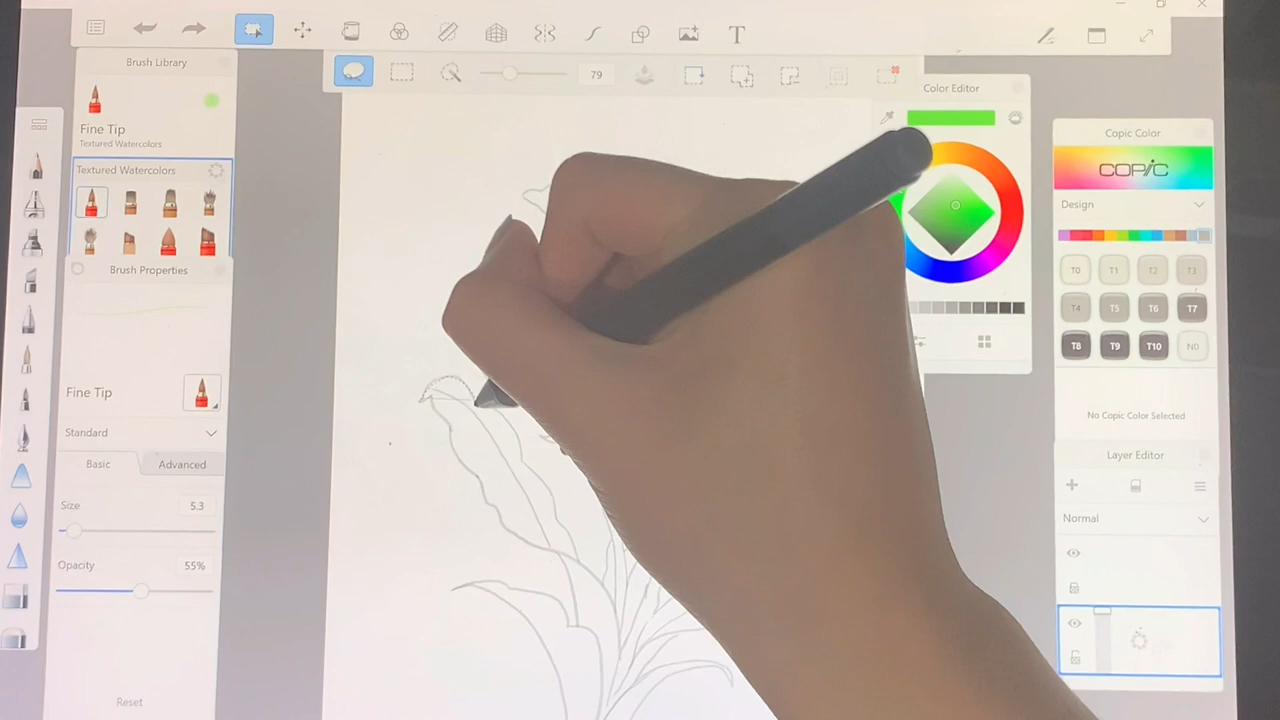 T
Brush Library
79
Color Editor
Fine Tip
Textured Watercolors
Copic Color
COPIC
Textured Watercolors
Design
Brush Properties
T0 T1 T2 T3
T4 T5 T6 T7
T8 T9 T10 N0
Fine Tip
No Copic Color Selected
Standard
Basic Advanced
Layer Editor
Size 5.3
Normal
Opacity 55%
Reset